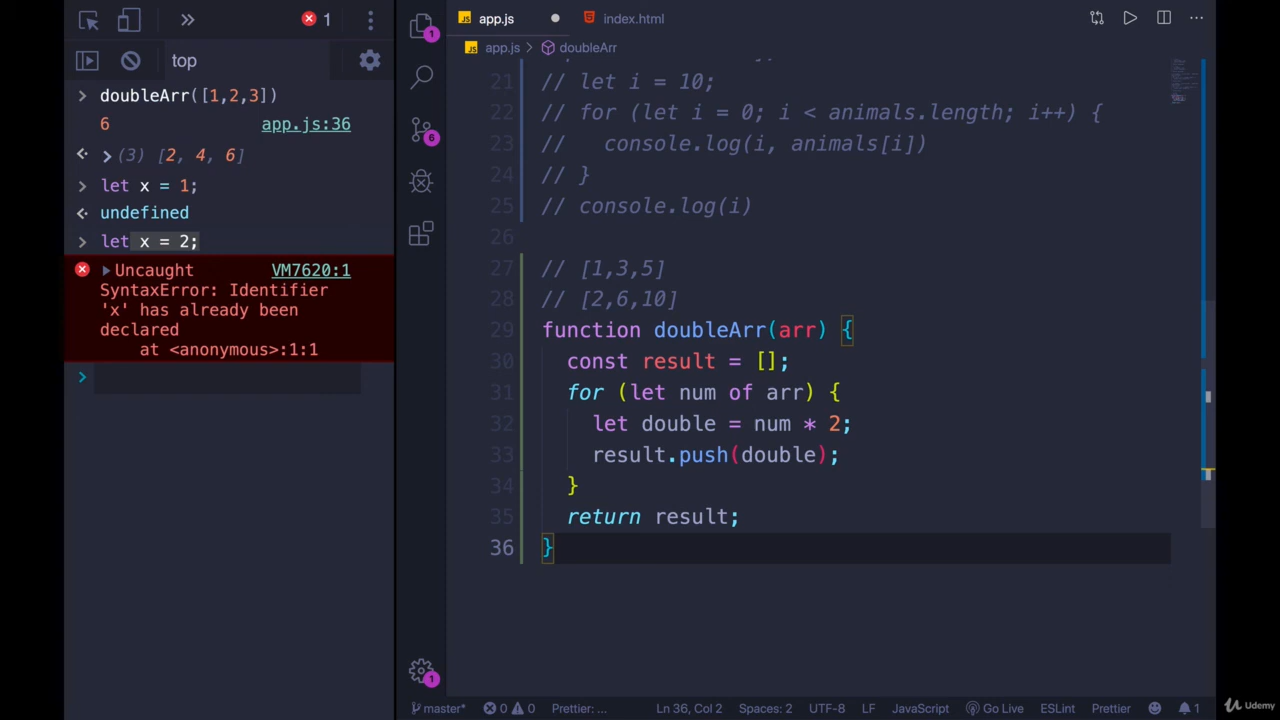 1
top
doubleArr([1,2,3])
6 app.js:36
(3) [2, 4, 6]
let x = 1;
undefined
let x = 2;
Uncaught VM7620:1
SyntaxError: Identifier
'x' has already been
declared
at <anonymous>:1:1
1
6
1
app.js
index.html
app.js > doubleArr
21 // let i = 10;
22 // for (let i = 0; i < animals.length; i++) {
23 //   console.log(i, animals[i])
24 // }
25 // console.log(i)
26
27 // [1,3,5]
28 // [2,6,10]
29 function doubleArr(arr) {
30   const result = [];
31   for (let num of arr) {
32     let double = num * 2;
33     result.push(double);
34   }
35   return result;
36 }
master* 0 0 Prettier: ... Ln 36, Col 2 Spaces: 2 UTF-8 LF JavaScript Go Live ESLint Prettier 1
Udemy